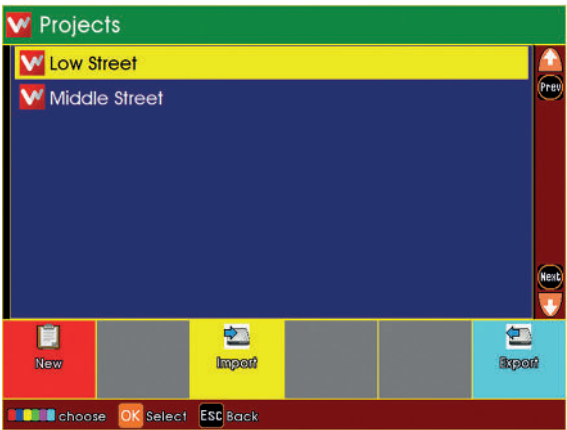 Projects
Low Street
Middle Street
Prev
Next
New
Import
Export
choose OK Select ESC Back